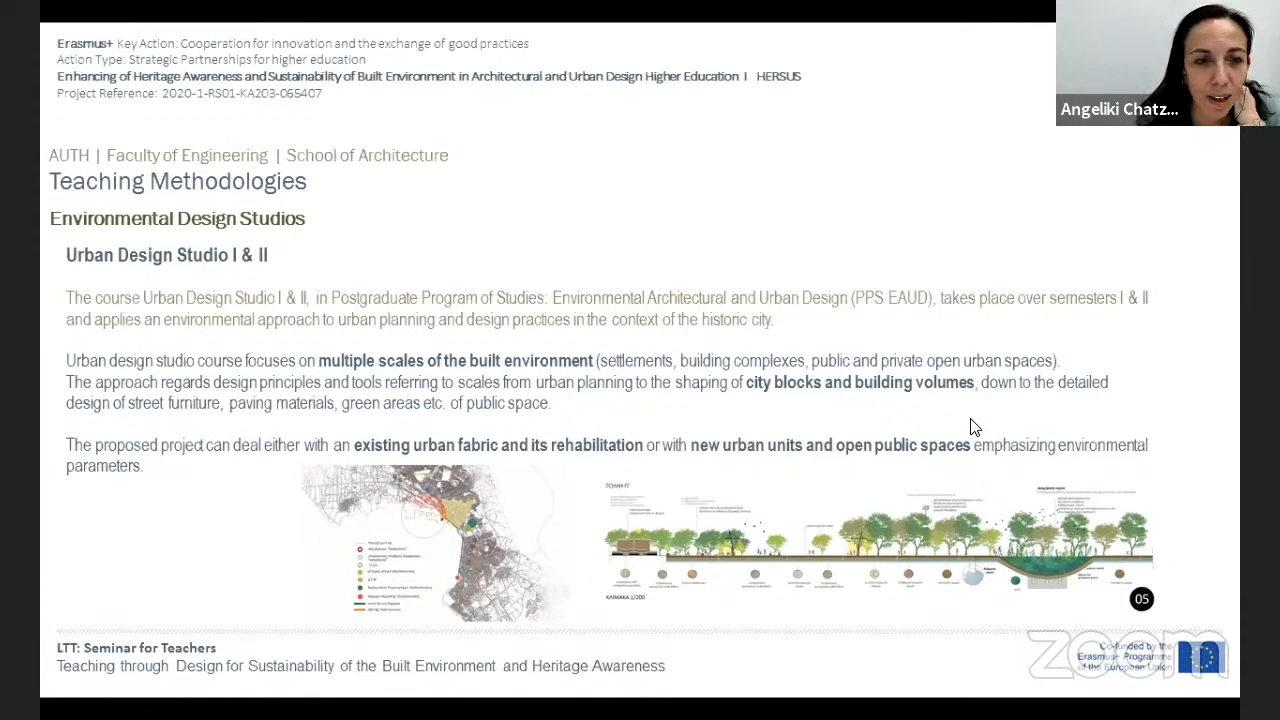 Erasmus+ Key Action: Cooperation for innovation and the exchange of good practices
Action Type: Strategic Partnerships for higher education
Enhancing of Heritage Awareness and Sustainability of Built Environment in Architectural and Urban Design Higher Education I HERSUS
Project Reference: 2020-1-RS01-KA203-065407
Angeliki Chatz...
AUTH | Faculty of Engineering | School of Architecture
Teaching Methodologies
Environmental Design Studios
Urban Design Studio I & II
The course Urban Design Studio I & II, in Postgraduate Program of Studies: Environmental Architectural and Urban Design (PPS EAUD), takes place over semesters I & II
and applies an environmental approach to urban planning and design practices in the context of the historic city.
Urban design studio course focuses on multiple scales of the built environment (settlements, building complexes, public and private open urban spaces).
The approach regards design principles and tools referring to scales from urban planning to the shaping of city blocks and building volumes, down to the detailed
design of street furniture, paving materials, green areas etc. of public space.
The proposed project can deal either with an existing urban fabric and its rehabilitation or with new urban units and open public spaces emphasizing environmental
parameters.
ΤΟΜΗ ΓΓ
ΚΛΙΜΑΚΑ 1/200
05
LTT: Seminar for Teachers
Teaching through Design for Sustainability of the Built Environment and Heritage Awareness
Co-funded by the
Erasmus+ Programme
of the European Union
zoom